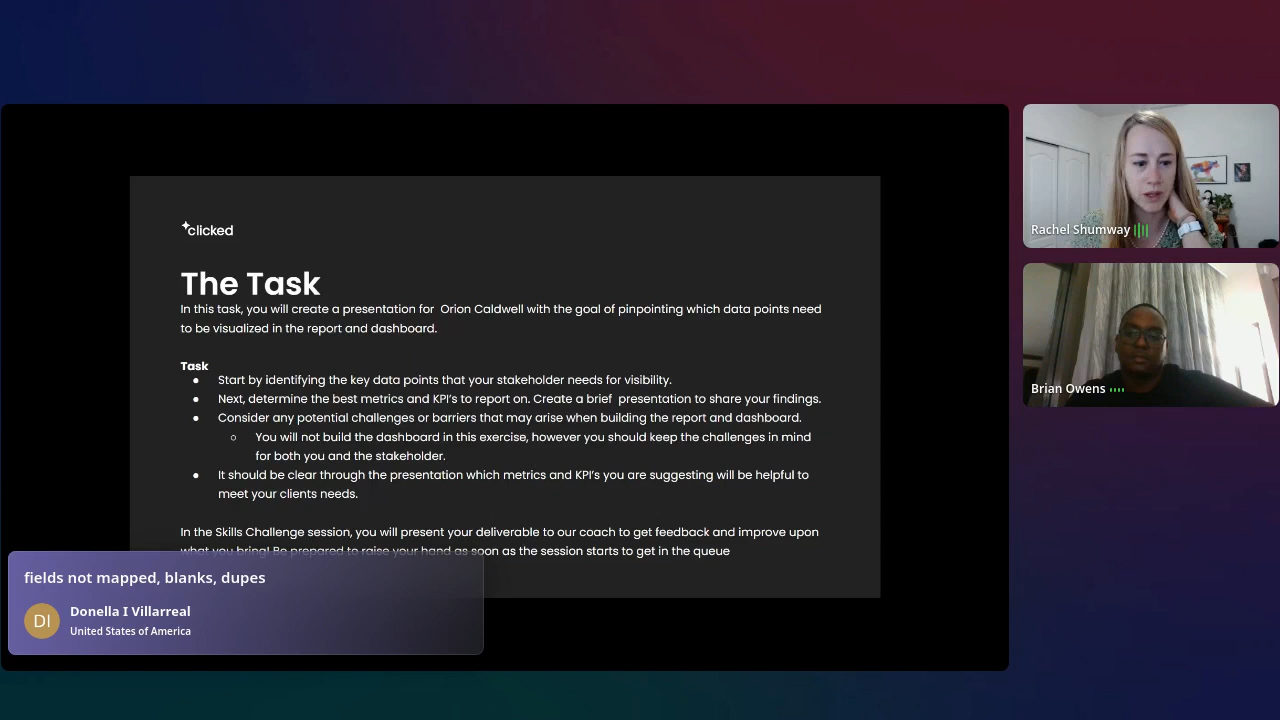 clicked
The Task
In this task, you will create a presentation for Orion Caldwell with the goal of pinpointing which data points need
to be visualized in the report and dashboard.
Task
● Start by identifying the key data points that your stakeholder needs for visibility.
● Next, determine the best metrics and KPI's to report on. Create a brief presentation to share your findings.
● Consider any potential challenges or barriers that may arise when building the report and dashboard.
○ You will not build the dashboard in this exercise, however you should keep the challenges in mind
for both you and the stakeholder.
● It should be clear through the presentation which metrics and KPI's you are suggesting will be helpful to
meet your clients needs.
In the Skills Challenge session, you will present your deliverable to our coach to get feedback and improve upon
what you bring! Be prepared to raise your hand as soon as the session starts to get in the queue
fields not mapped, blanks, dupes
DI
Donella I Villarreal
United States of America
Rachel Shumway
Brian Owens